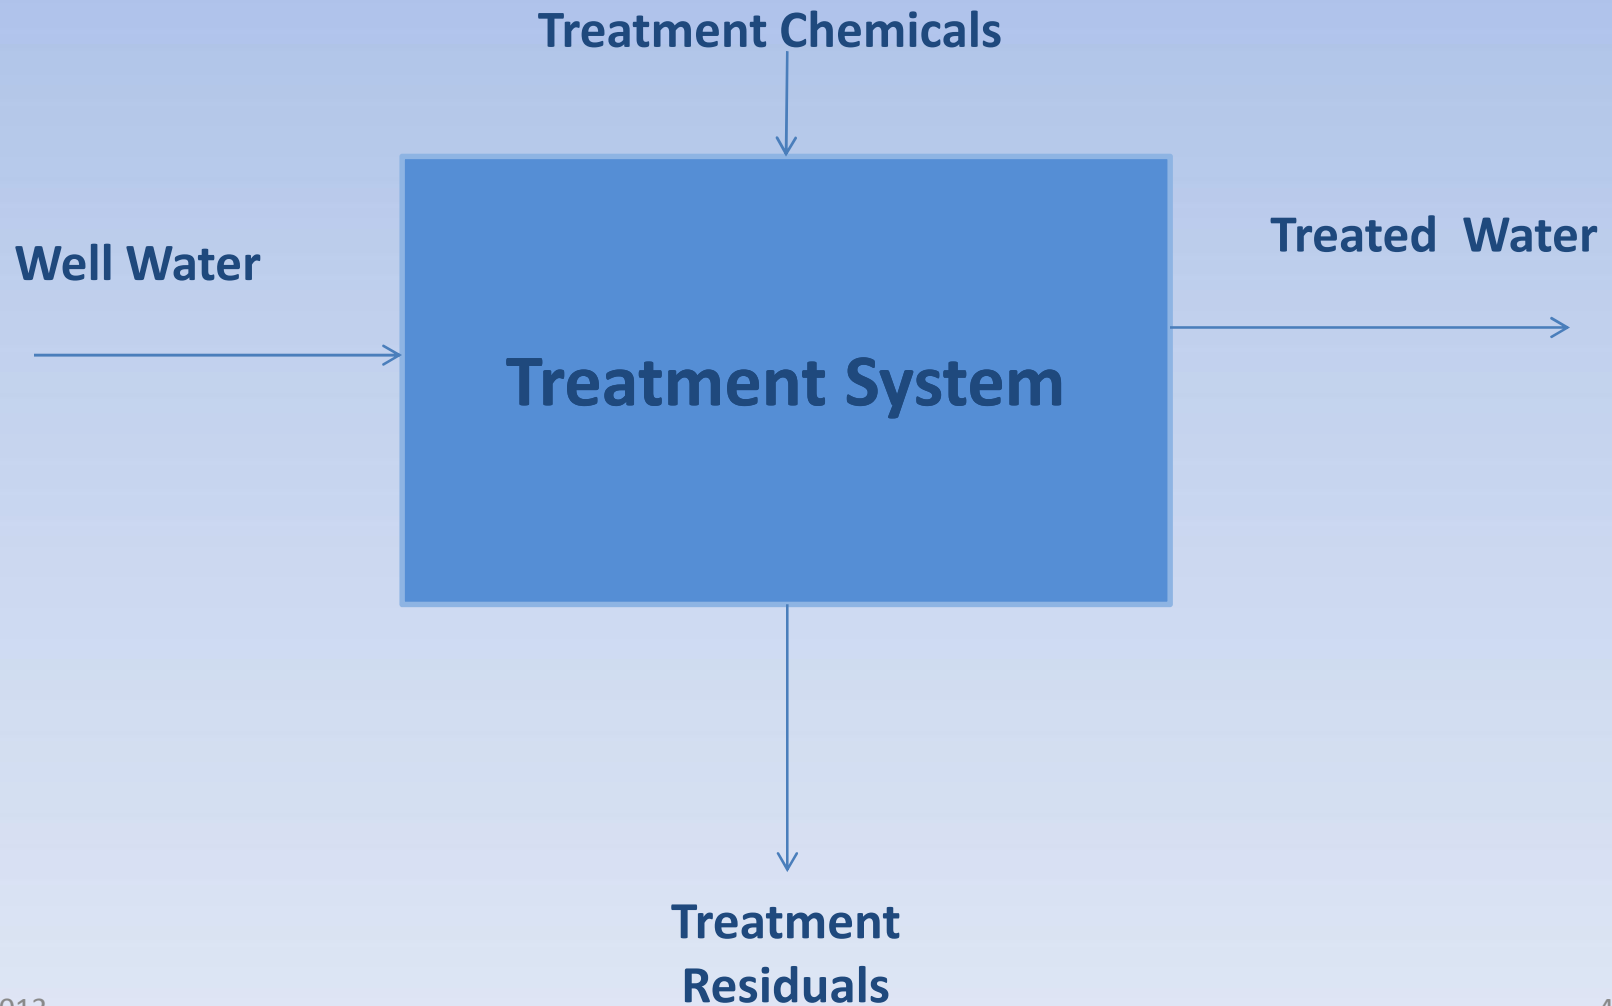 Treatment Chemicals
Well Water
Treated Water
Treatment System
Treatment
Residuals